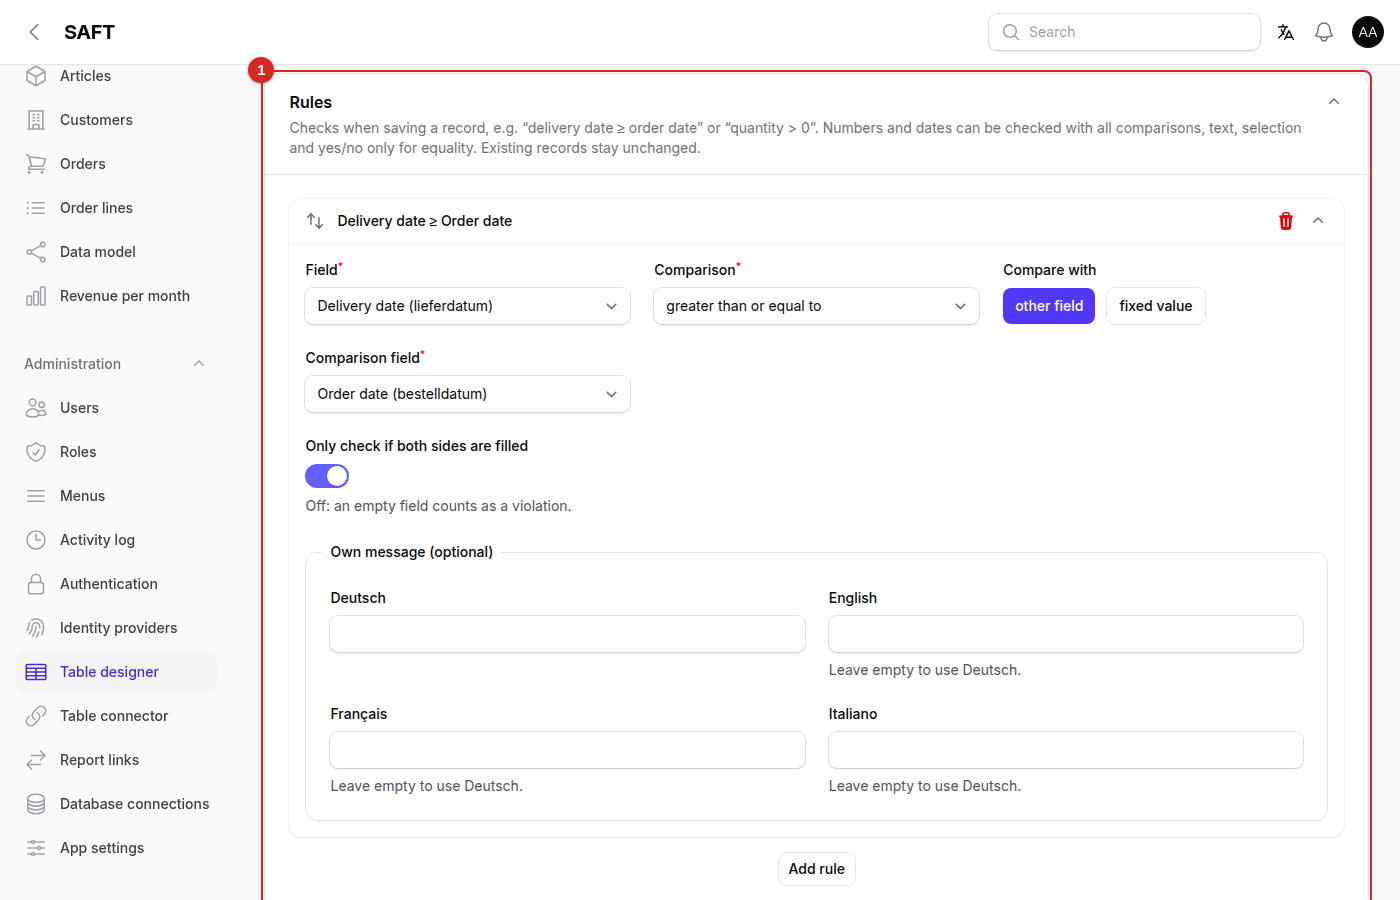 SAFT
Search
AA
Articles
Customers
Orders
Order lines
Data model
Revenue per month
Administration
Users
Roles
Menus
Activity log
Authentication
Identity providers
Table designer
Table connector
Report links
Database connections
App settings
1
Rules
Checks when saving a record, e.g. “delivery date ≥ order date” or “quantity > 0”. Numbers and dates can be checked with all comparisons, text, selection
and yes/no only for equality. Existing records stay unchanged.
Delivery date ≥ Order date
Field*
Comparison*
Compare with
Delivery date (lieferdatum)
greater than or equal to
other field
fixed value
Comparison field*
Order date (bestelldatum)
Only check if both sides are filled
Off: an empty field counts as a violation.
Own message (optional)
Deutsch
English
Leave empty to use Deutsch.
Français
Italiano
Leave empty to use Deutsch.
Leave empty to use Deutsch.
Add rule